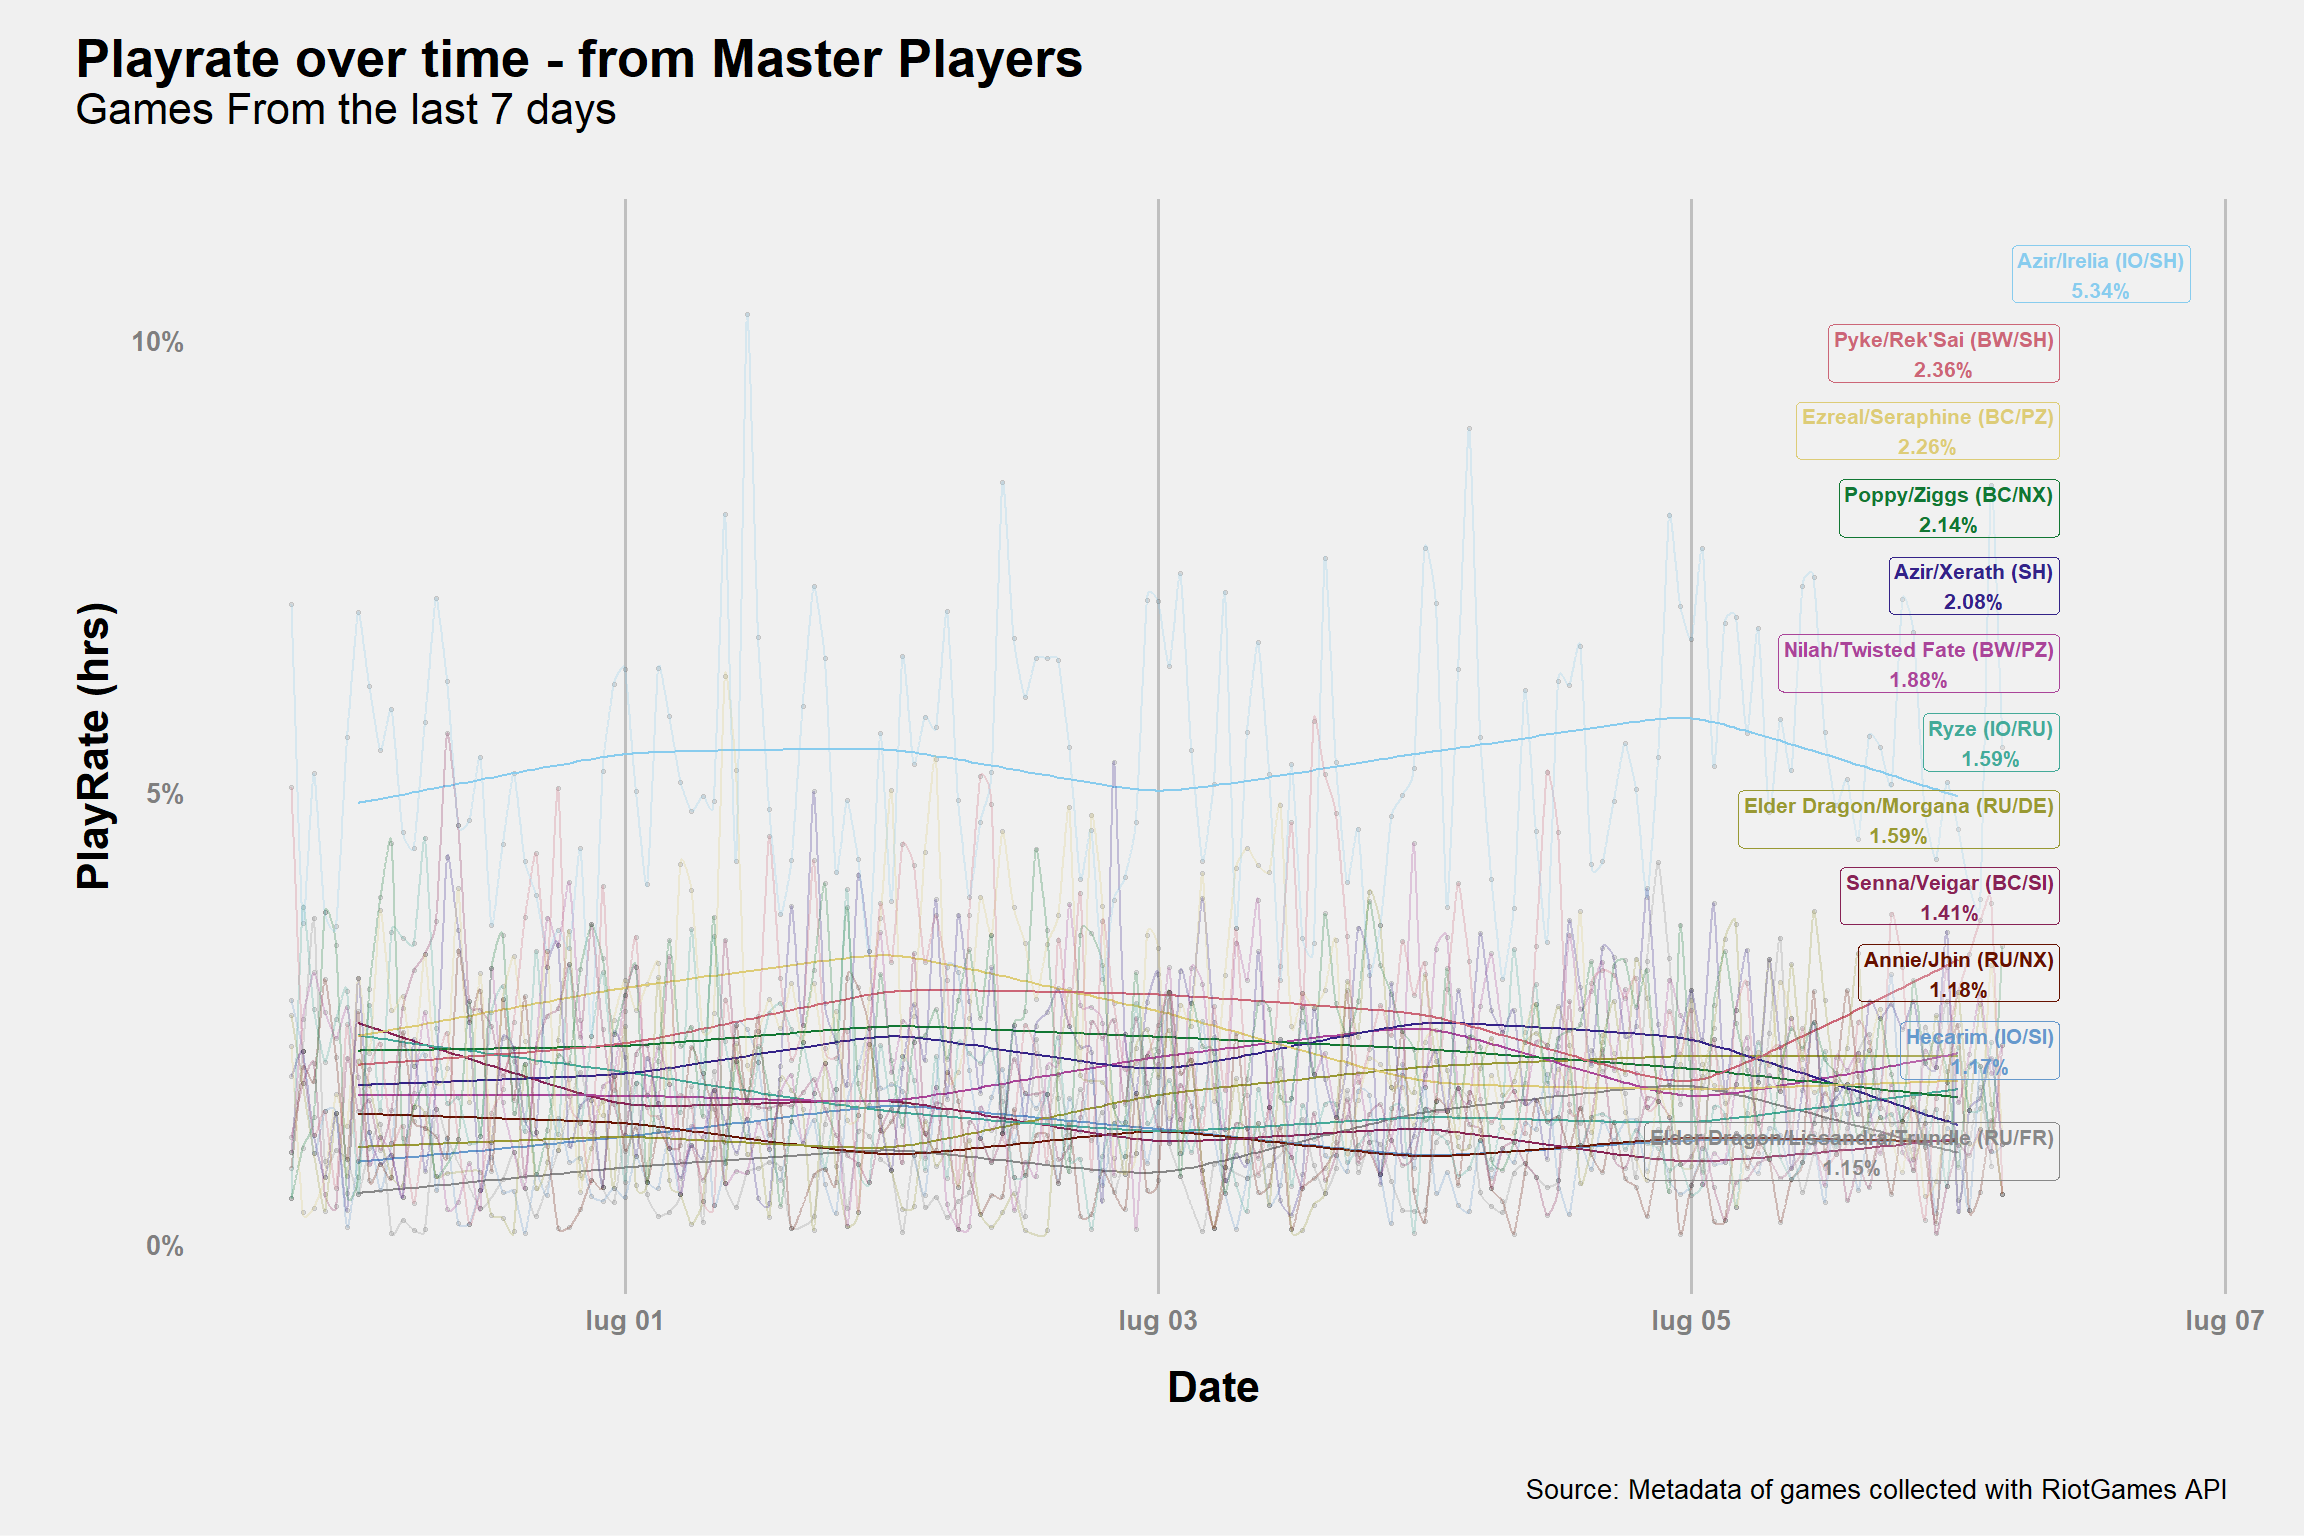 Playrate over time - from Master Players
Games From the last 7 days
Azir/Irelia (IO/SH)
5.34%
Pyke/Rek'Sai (BW/SH)
2.36%
Ezreal/Seraphine (BC/PZ)
2.26%
Poppy/Ziggs (BC/NX)
2.14%
Azir/Xerath (SH)
2.08%
Nilah/Twisted Fate (BW/PZ)
1.88%
Ryze (IO/RU)
1.59%
Elder Dragon/Morgana (RU/DE)
1.59%
Senna/Veigar (BC/SI)
1.41%
Annie/Jhin (RU/NX)
1.18%
Hecarim (IO/SI)
1.17%
Elder Dragon/Lissandra/Trundle (RU/FR)
1.15%
PlayRate (hrs)
10%
5%
0%
lug 01
lug 03
lug 05
lug 07
Date
Source: Metadata of games collected with RiotGames API